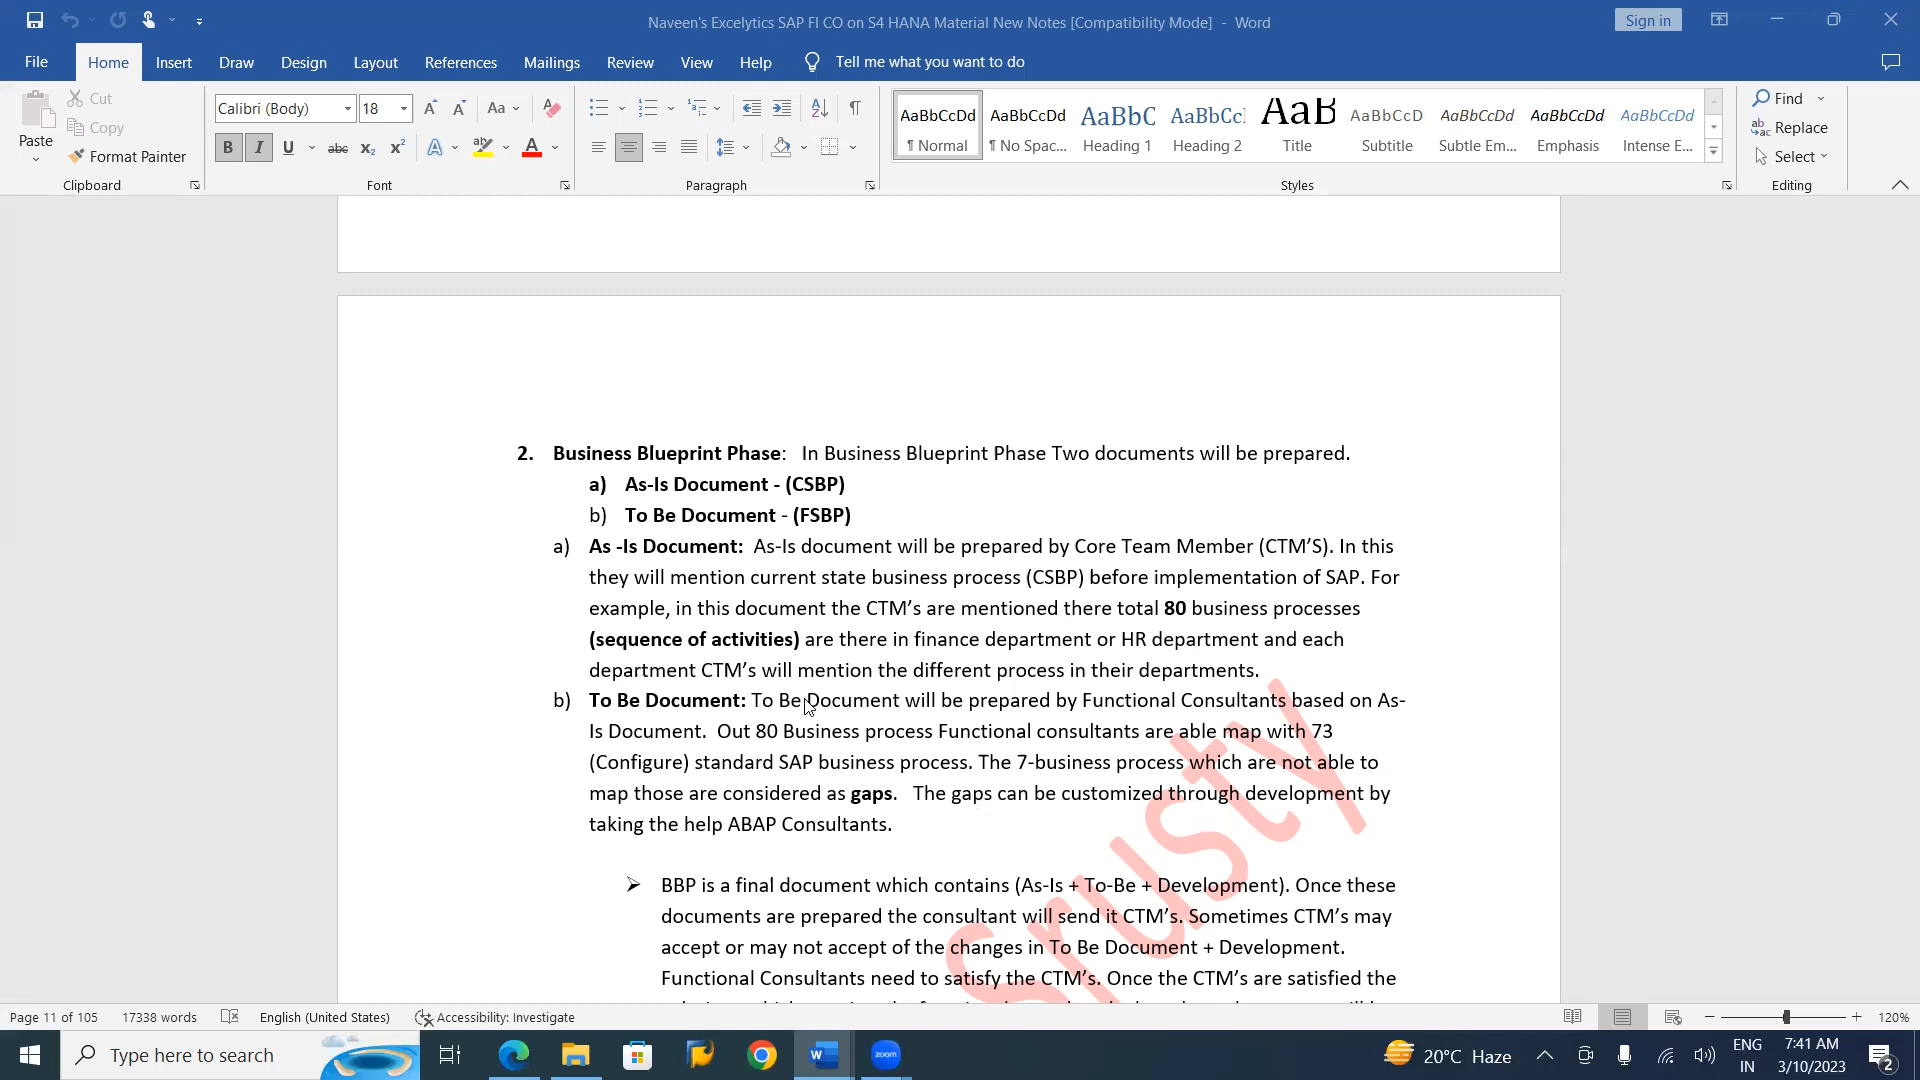 Naveen's Excelytics SAP FI CO on S4 HANA Material New Notes [Compatibility Mode] - Word
Sign in
File Home Insert Draw Design Layout References Mailings Review View Help Tell me what you want to do
Paste
Cut
Copy
Format Painter
Clipboard
Calibri (Body) 18
Font
Paragraph
AaBbCcDd AaBbCcDd AaBbC AaBbCc AaB AaBbCcD AaBbCcDd AaBbCcDd AaBbCcDd
¶ Normal ¶ No Spac... Heading 1 Heading 2 Title Subtitle Subtle Em... Emphasis Intense E...
Styles
Find
Replace
Select
Editing
2. Business Blueprint Phase: In Business Blueprint Phase Two documents will be prepared.
a) As-Is Document - (CSBP)
b) To Be Document - (FSBP)
a) As -Is Document: As-Is document will be prepared by Core Team Member (CTM'S). In this
they will mention current state business process (CSBP) before implementation of SAP. For
example, in this document the CTM's are mentioned there total 80 business processes
(sequence of activities) are there in finance department or HR department and each
department CTM's will mention the different process in their departments.
b) To Be Document: To Be Document will be prepared by Functional Consultants based on As-
Is Document. Out 80 Business process Functional consultants are able map with 73
(Configure) standard SAP business process. The 7-business process which are not able to
map those are considered as gaps. The gaps can be customized through development by
taking the help ABAP Consultants.
➢ BBP is a final document which contains (As-Is + To-Be + Development). Once these
documents are prepared the consultant will send it CTM's. Sometimes CTM's may
accept or may not accept of the changes in To Be Document + Development.
Functional Consultants need to satisfy the CTM's. Once the CTM's are satisfied the
Srusty
Page 11 of 105 17338 words English (United States) Accessibility: Investigate 120%
Type here to search
zoom
20°C Haze
ENG
IN
7:41 AM
3/10/2023
2